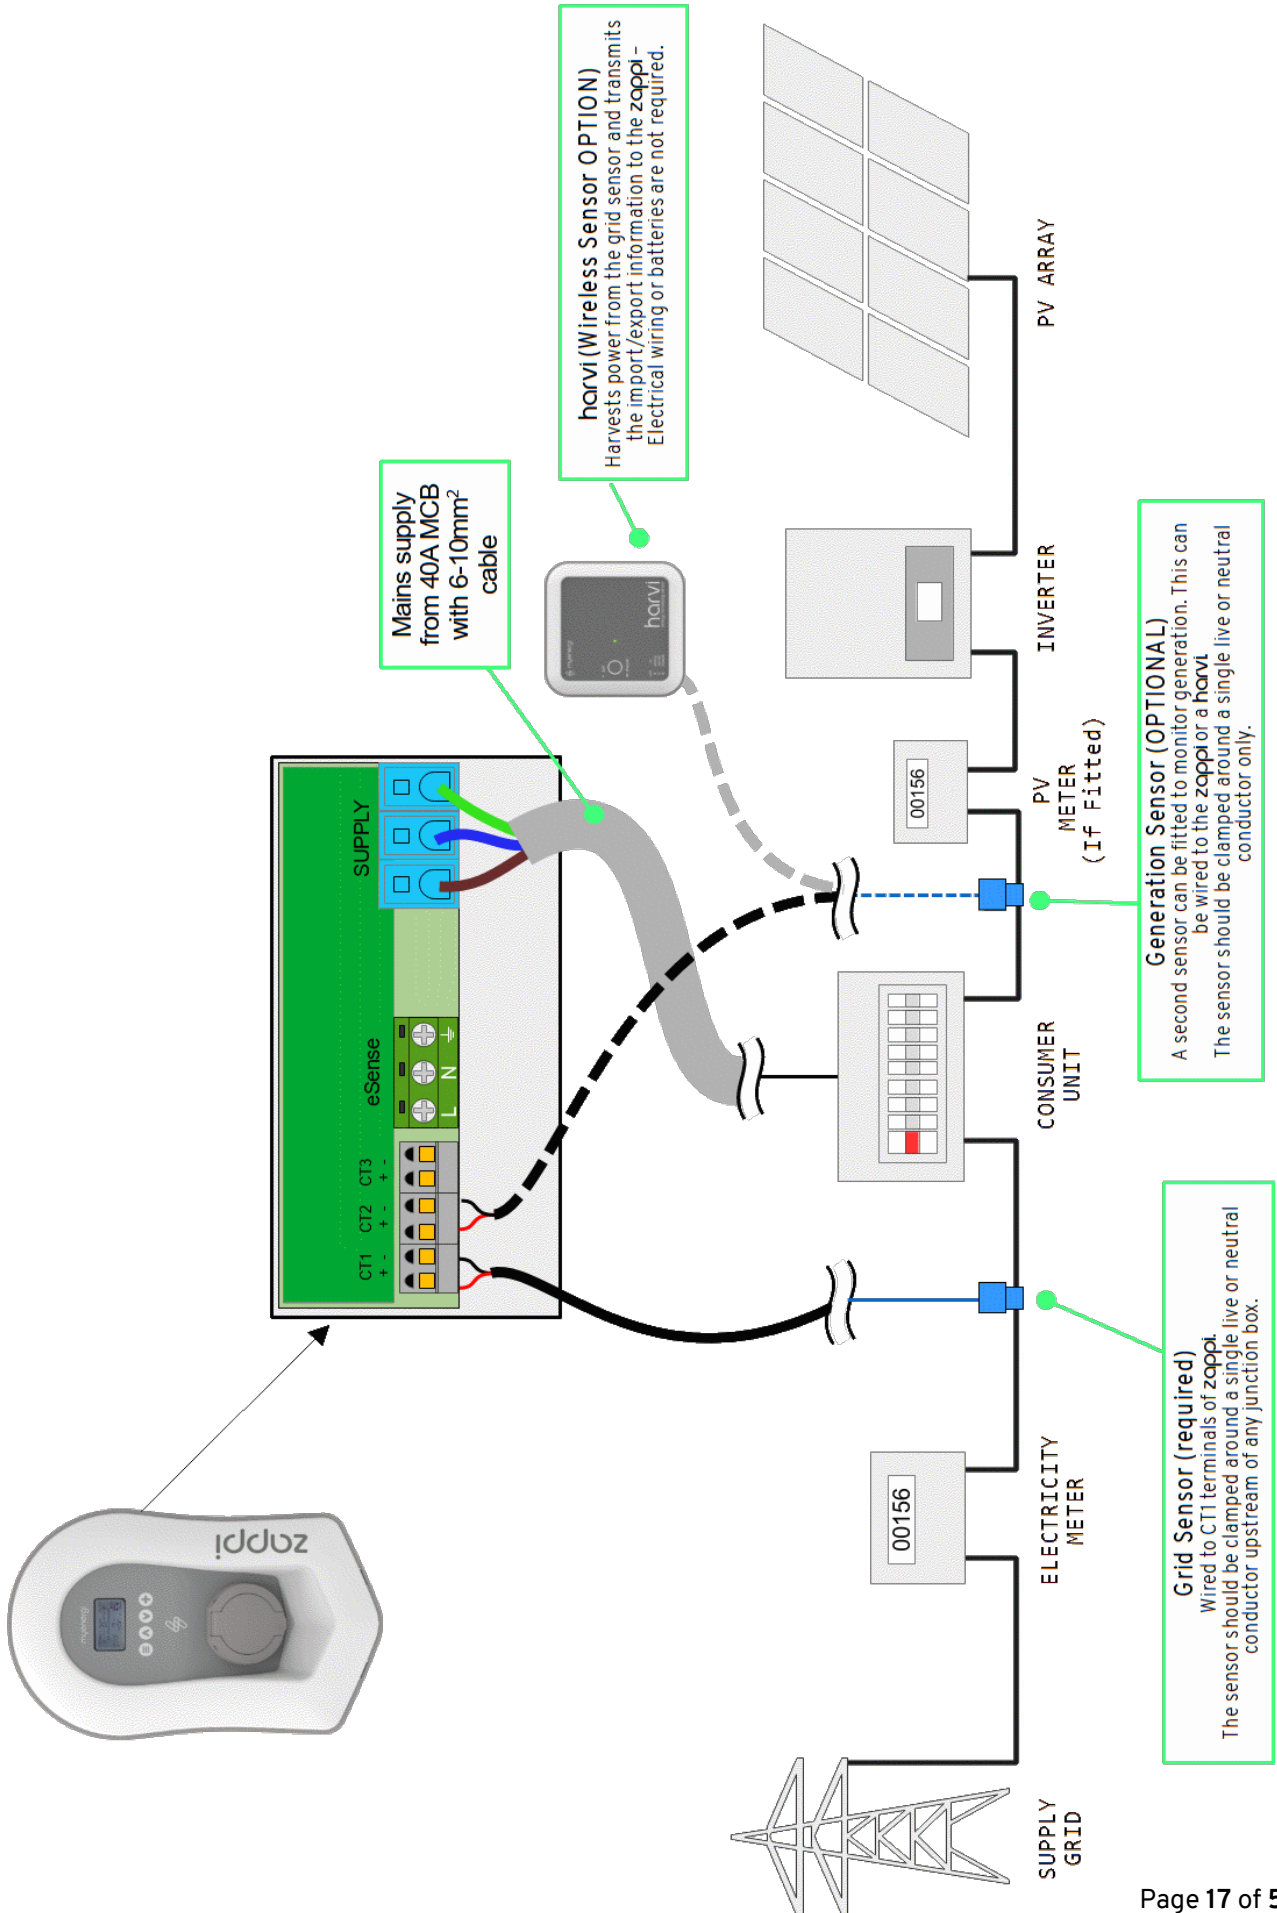 harvi (Wireless Sensor OPTION)
Harvests power from the grid sensor and transmits
the import/export information to the zappi –
Electrical wiring or batteries are not required.
Mains supply
from 40A MCB
with 6-10mm²
cable
harvi
SUPPLY
eSense
L N
CT1 CT2 CT3
+ - + - + -
zappi
myenergi
00156
00156
SUPPLY
GRID
ELECTRICITY
METER
CONSUMER
UNIT
PV
METER
(If Fitted)
INVERTER
PV ARRAY
Grid Sensor (required)
Wired to CT1 terminals of zappi.
The sensor should be clamped around a single live or neutral
conductor upstream of any junction box.
Generation Sensor (OPTIONAL)
A second sensor can be fitted to monitor generation. This can
be wired to the zappi or a harvi
The sensor should be clamped around a single live or neutral
conductor only.
Page 17 of 5